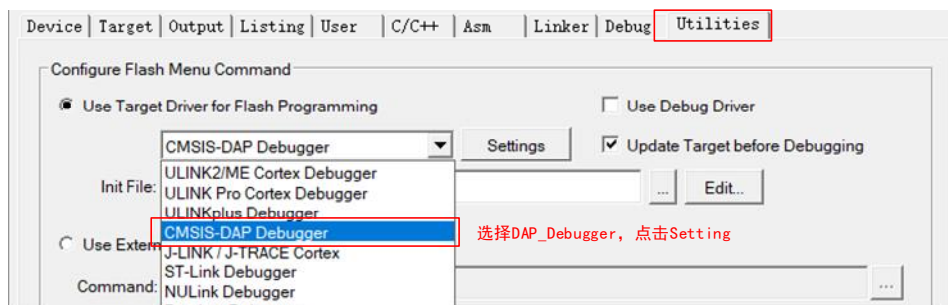 Device Target Output Listing User C/C++ Asm Linker Debug Utilities
Configure Flash Menu Command
Use Target Driver for Flash Programming
Use Debug Driver
CMSIS-DAP Debugger
Settings
Update Target before Debugging
ULINK2/ME Cortex Debugger
Init File:
ULINK Pro Cortex Debugger
...
Edit...
ULINKplus Debugger
CMSIS-DAP Debugger
选择DAP_Debugger，点击Setting
Use Extern
J-LINK / J-TRACE Cortex
ST-Link Debugger
Command:
NULink Debugger
...